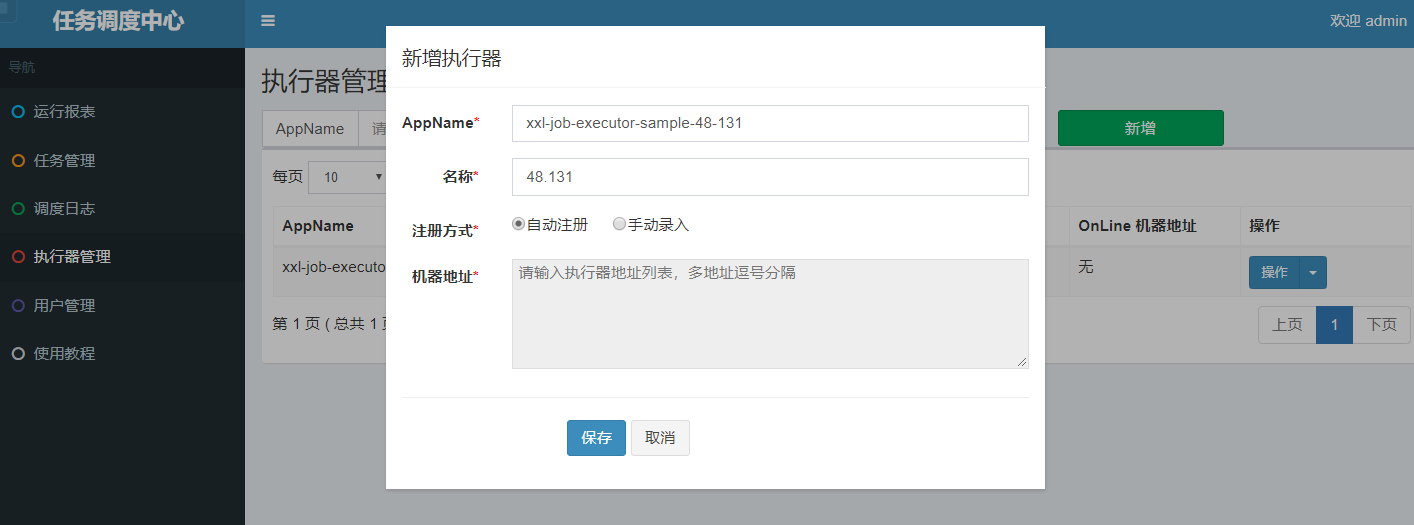 任务调度中心
欢迎 admin
导航
运行报表
任务管理
调度日志
执行器管理
用户管理
使用教程
执行器管理
AppName 请
新增
每页 10
AppName OnLine 机器地址 操作
xxl-job-executo 无 操作
第 1 页 ( 总共 1 上页 1 下页
新增执行器
AppName* xxl-job-executor-sample-48-131
名称* 48.131
注册方式* 自动注册 手动录入
机器地址* 请输入执行器地址列表，多地址逗号分隔
保存 取消